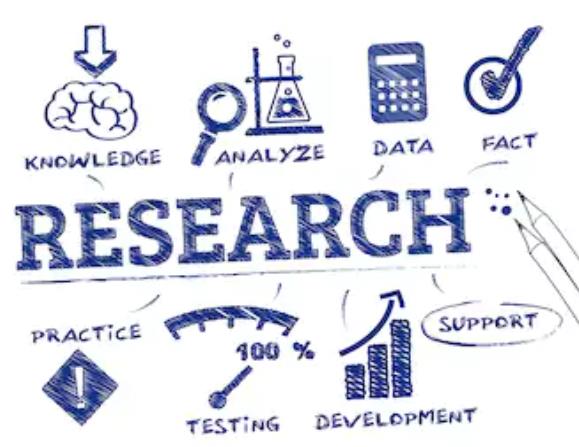 KNOWLEDGE
ANALYZE
DATA
FACT
RESEARCH
PRACTICE
!
100 %
TESTING
DEVELOPMENT
SUPPORT